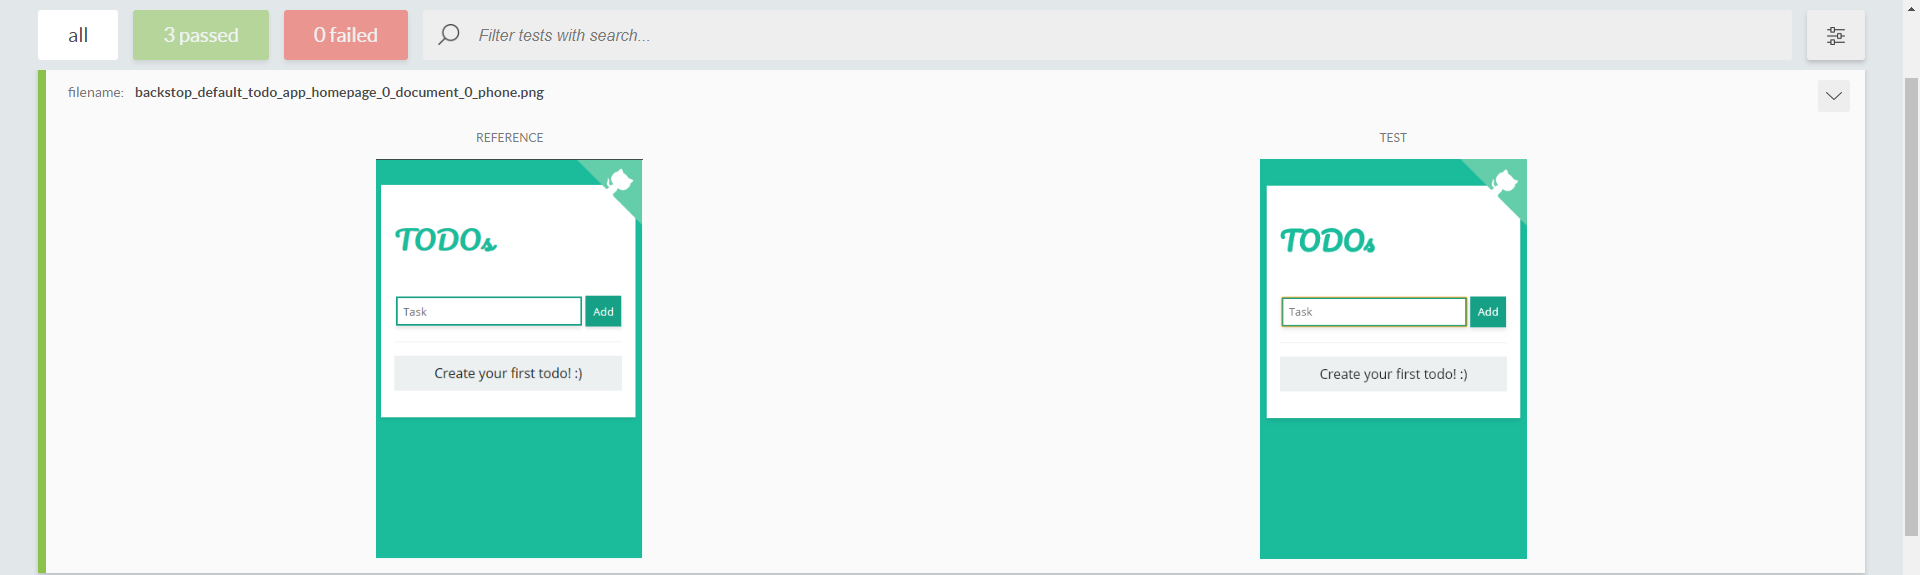 all
3 passed
0 failed
Filter tests with search...
filename: backstop_default_todo_app_homepage_0_document_0_phone.png
REFERENCE
TODOs
Task
Add
Create your first todo! :)
TEST
TODOs
Task
Add
Create your first todo! :)